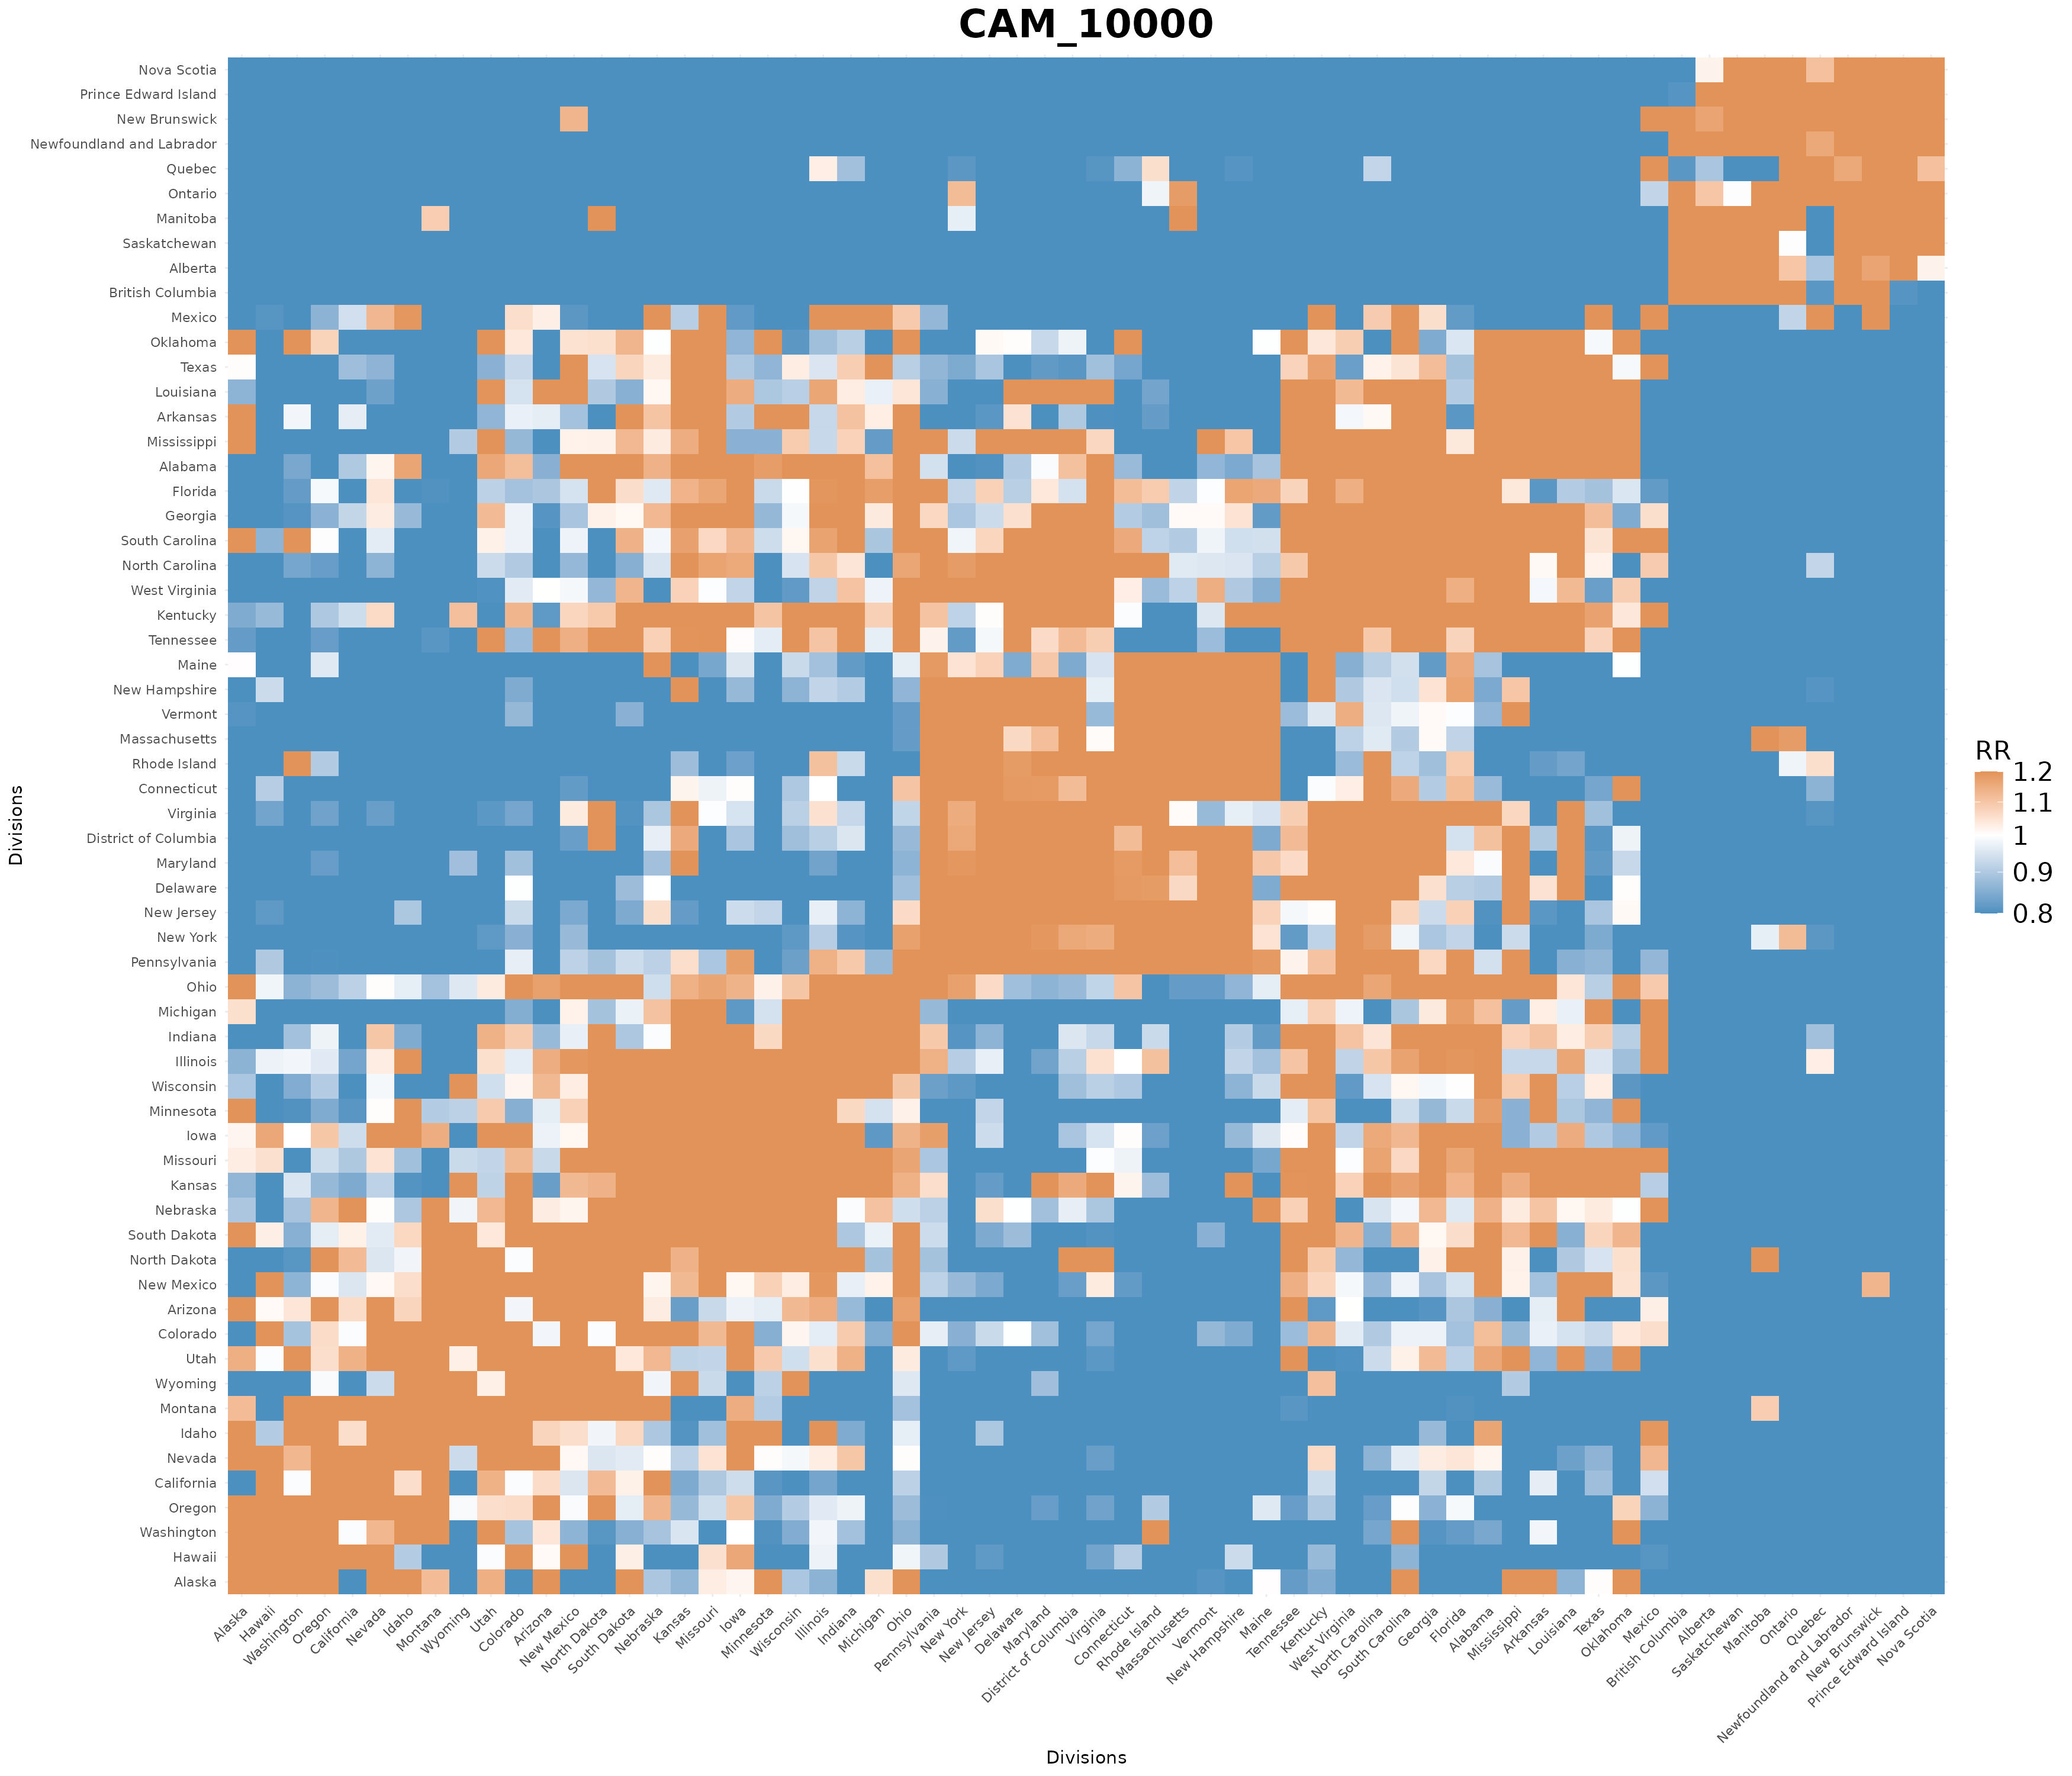 CAM_10000
Nova Scotia
Prince Edward Island
New Brunswick
Newfoundland and Labrador
Quebec
Ontario
Manitoba
Saskatchewan
Alberta
British Columbia
Mexico
Oklahoma
Texas
Louisiana
Arkansas
Mississippi
Alabama
Florida
Georgia
South Carolina
North Carolina
West Virginia
Kentucky
Tennessee
Maine
New Hampshire
Vermont
Massachusetts
Rhode Island
Connecticut
Virginia
District of Columbia
Maryland
Delaware
New Jersey
New York
Pennsylvania
Ohio
Michigan
Indiana
Illinois
Wisconsin
Minnesota
Iowa
Missouri
Kansas
Nebraska
South Dakota
North Dakota
New Mexico
Arizona
Colorado
Utah
Wyoming
Montana
Idaho
Nevada
California
Oregon
Washington
Hawaii
Alaska
Divisions
Alaska
Hawaii
Washington
Oregon
California
Nevada
Idaho
Montana
Wyoming
Utah
Colorado
Arizona
New Mexico
North Dakota
South Dakota
Nebraska
Kansas
Missouri
Iowa
Minnesota
Wisconsin
Illinois
Indiana
Michigan
Ohio
Pennsylvania
New York
New Jersey
Delaware
Maryland
District of Columbia
Virginia
Connecticut
Rhode Island
Massachusetts
Vermont
New Hampshire
Maine
Tennessee
Kentucky
West Virginia
North Carolina
South Carolina
Georgia
Florida
Alabama
Mississippi
Arkansas
Louisiana
Texas
Oklahoma
Mexico
British Columbia
Alberta
Saskatchewan
Manitoba
Ontario
Quebec
Newfoundland and Labrador
New Brunswick
Prince Edward Island
Nova Scotia
Divisions
RR
1.2
1.1
1
0.9
0.8